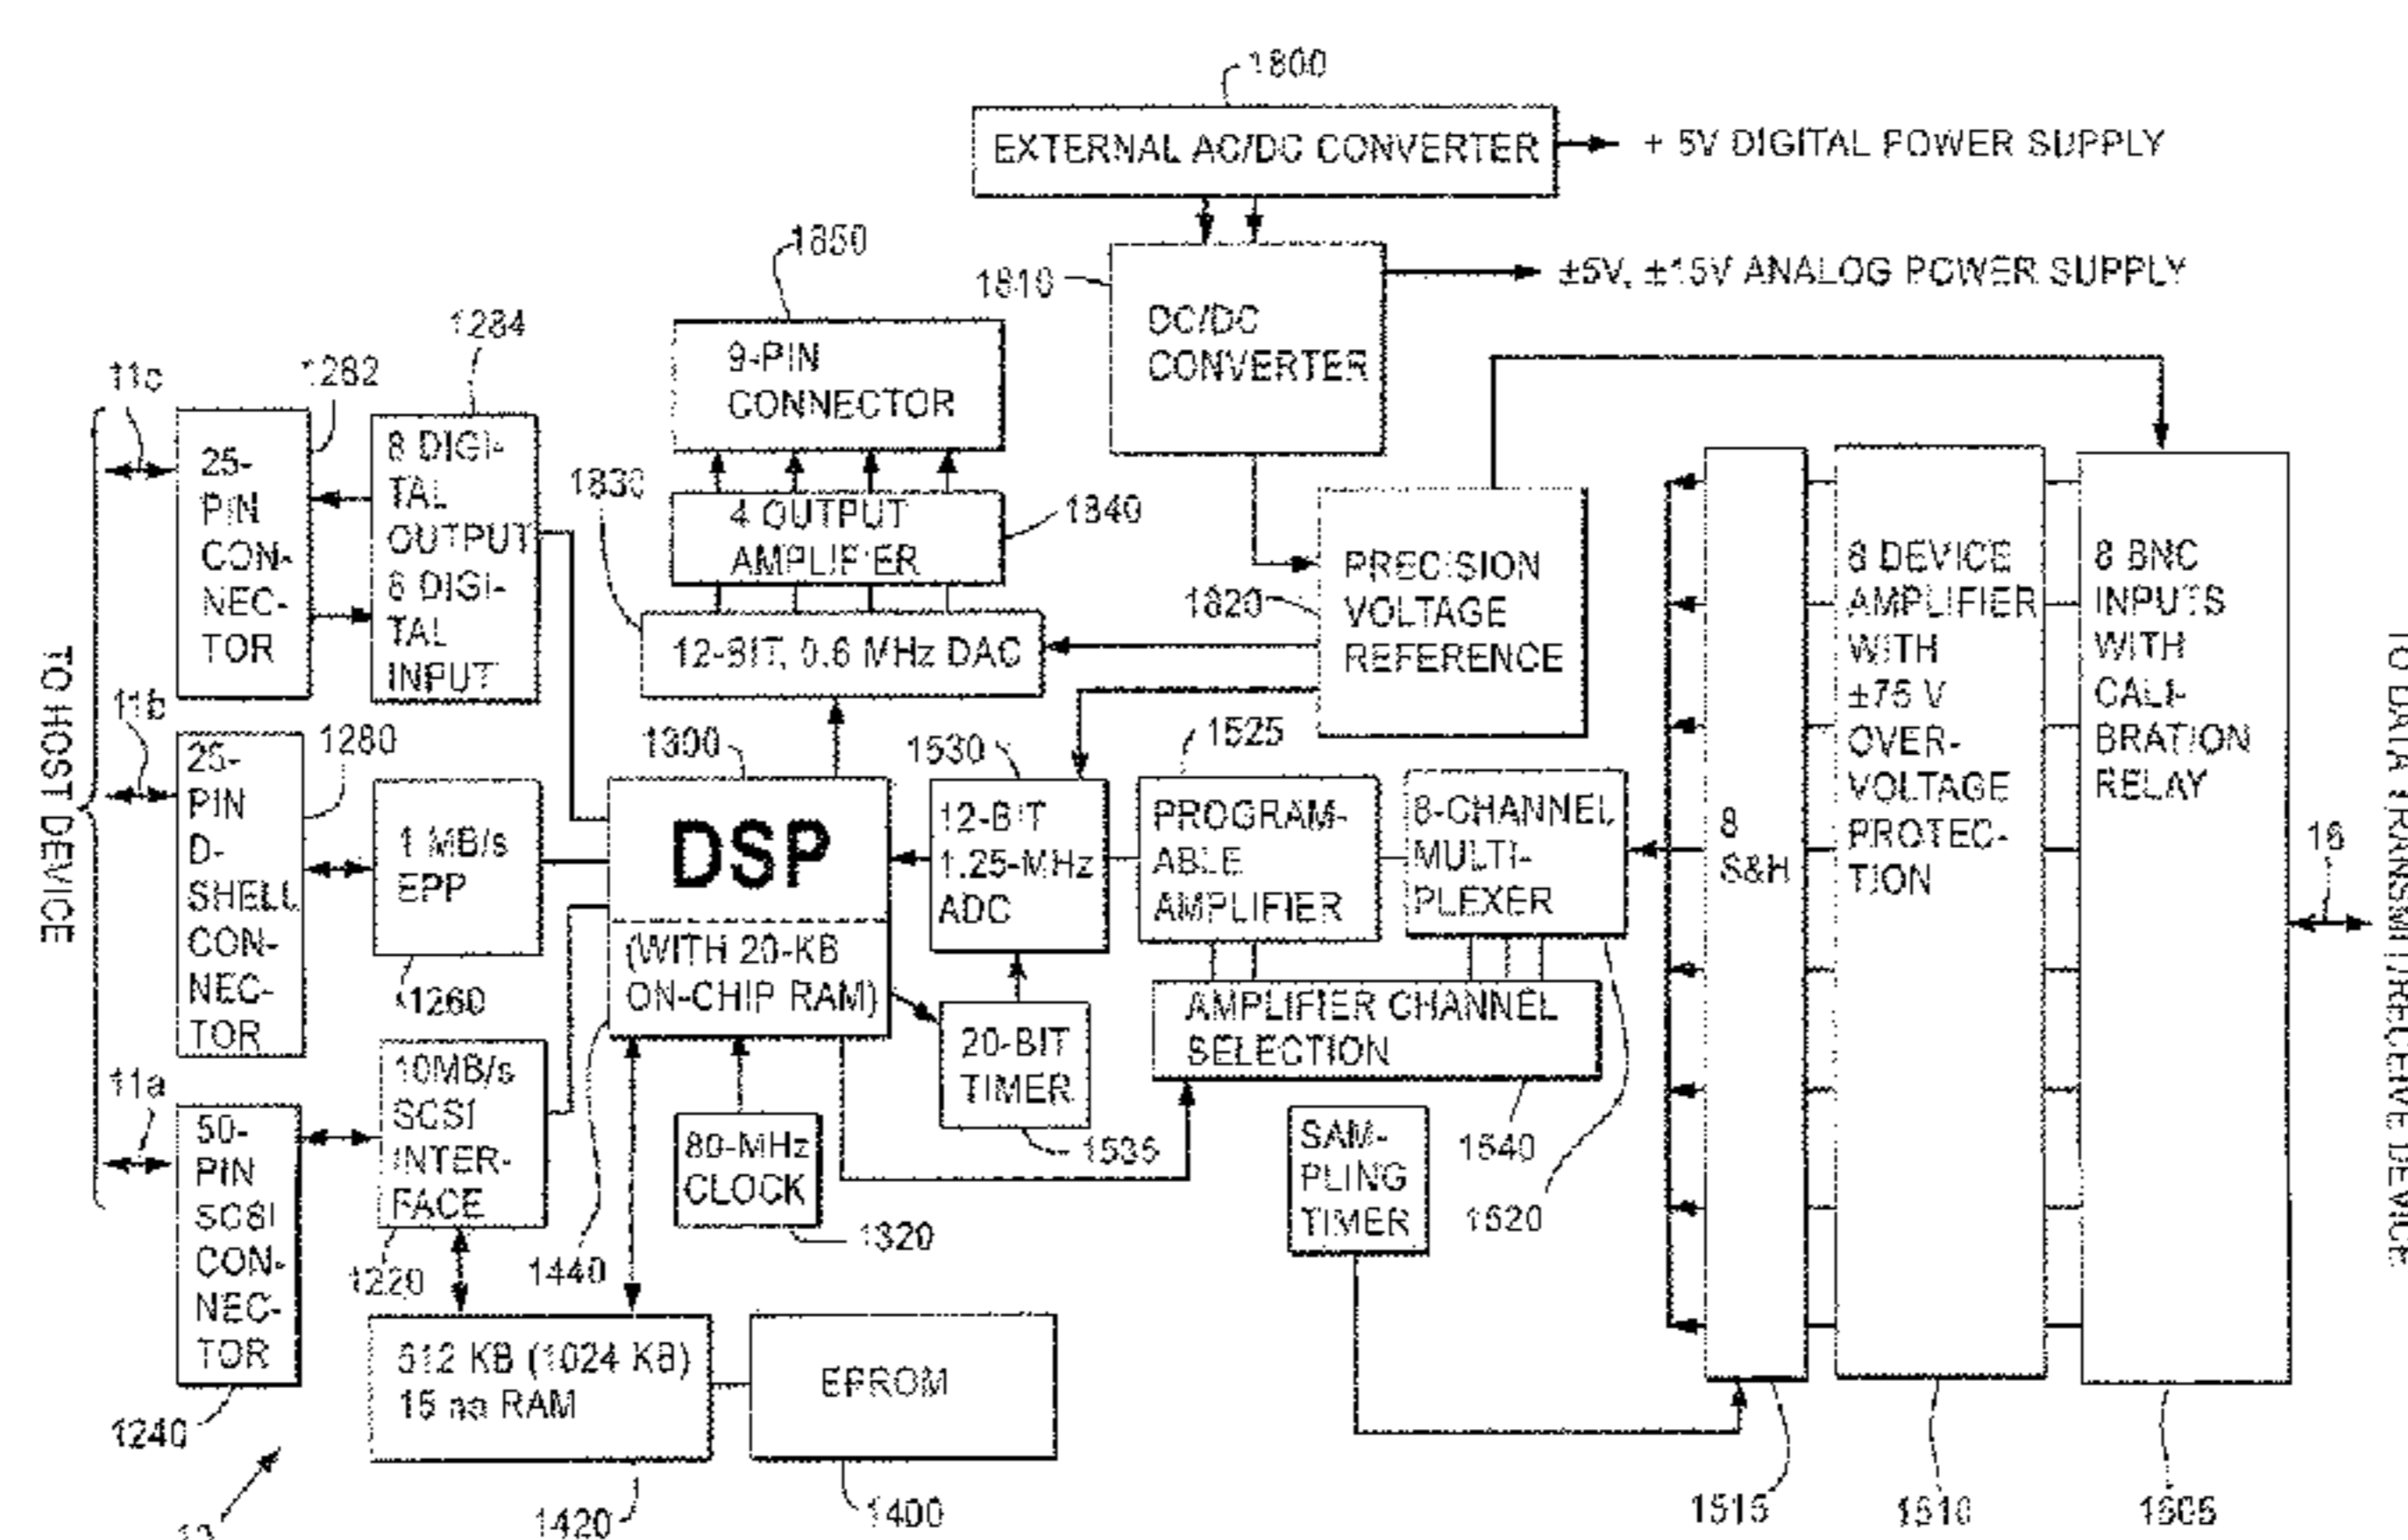 1800
EXTERNAL AC/DC CONVERTER
+ 5V DIGITAL POWER SUPPLY
1810
DC/DC
CONVERTER
±5V, ±15V ANALOG POWER SUPPLY
1850
9-PIN
CONNECTOR
4 OUTPUT
AMPLIFIER
1840
1830
12-BIT, 0.6 MHz DAC
1820
PRECISION
VOLTAGE
REFERENCE
TO HOST DEVICE
11c
1282
25-
PIN
CON-
NEC-
TOR
1284
8 DIGI-
TAL
OUTPUT
8 DIGI-
TAL
INPUT
11b
1280
25-
PIN
D-
SHELL
CON-
NEC-
TOR
1 MB/s
EPP
1260
11a
50-
PIN
SCSI
CON-
NEC-
TOR
1240
10MB/s
SCSI
INTER-
FACE
1220
1300
DSP
(WITH 20-KB
ON-CHIP RAM)
1440
80-MHz
CLOCK
1320
512 KB (1024 KB)
15 ns RAM
1420
EPROM
1400
1530
12-BIT
1.25-MHz
ADC
20-BIT
TIMER
1535
1525
PROGRAM-
ABLE
AMPLIFIER
8-CHANNEL
MULTI-
PLEXER
1520
AMPLIFIER CHANNEL
SELECTION
1540
SAM-
PLING
TIMER
8
S&H
1515
8 DEVICE
AMPLIFIER
WITH
±75 V
OVER-
VOLTAGE
PROTEC-
TION
1510
8 BNC
INPUTS
WITH
CALI-
BRATION
RELAY
1505
16
TO DATA TRANSMIT/RECEIVE DEVICE